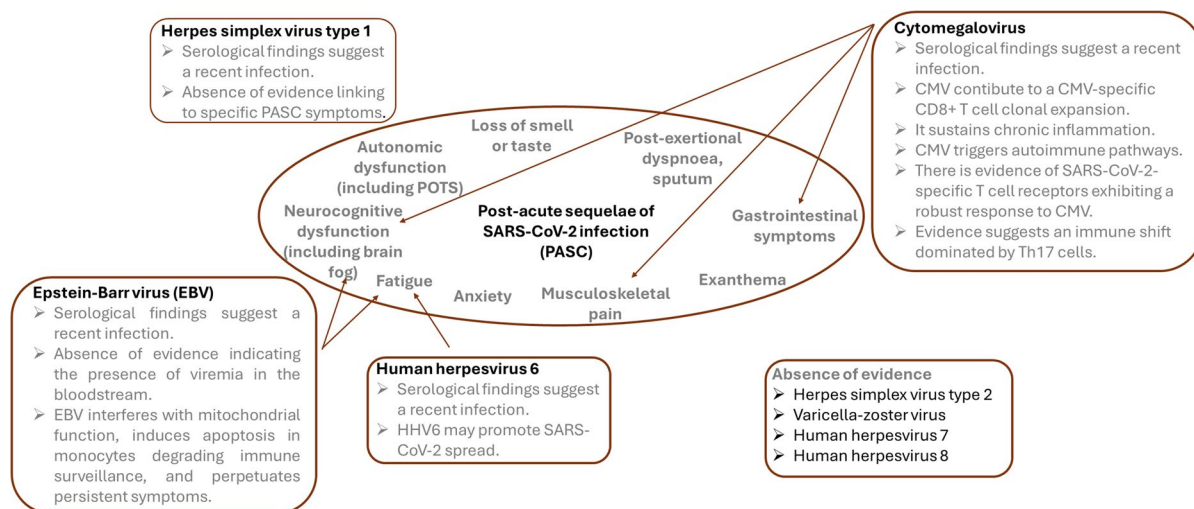 Herpes simplex virus type 1
➢ Serological findings suggest
a recent infection.
➢ Absence of evidence linking
to specific PASC symptoms.
Cytomegalovirus
➢ Serological findings suggest a recent
infection.
➢ CMV contibute to a CMV-specific
CD8+ T cell clonal expansion.
➢ It sustains chronic inflammation.
➢ CMV triggers autoimmune pathways.
➢ There is evidence of SARS-CoV-2-
specific T cell receptors exhibiting a
robust response to CMV.
➢ Evidence suggests an immune shift
dominated by Th17 cells.
Loss of smell
or taste
Post-exertional
dyspnoea,
sputum
Autonomic
dysfunction
(including POTS)
Neurocognitive
dysfunction
(including brain
fog)
Post-acute sequelae of
SARS-CoV-2 infection
(PASC)
Gastrointestinal
symptoms
Fatigue
Anxiety
Musculoskeletal
pain
Exanthema
Epstein-Barr virus (EBV)
➢ Serological findings suggest a
recent infection.
➢ Absence of evidence indicating
the presence of viremia in the
bloodstream.
➢ EBV interferes with mitochondrial
function, induces apoptosis in
monocytes degrading immune
surveillance, and perpetuates
persistent symptoms.
Human herpesvirus 6
➢ Serological findings suggest
a recent infection.
➢ HHV6 may promote SARS-
CoV-2 spread.
Absence of evidence
➢ Herpes simplex virus type 2
➢ Varicella-zoster virus
➢ Human herpesvirus 7
➢ Human herpesvirus 8